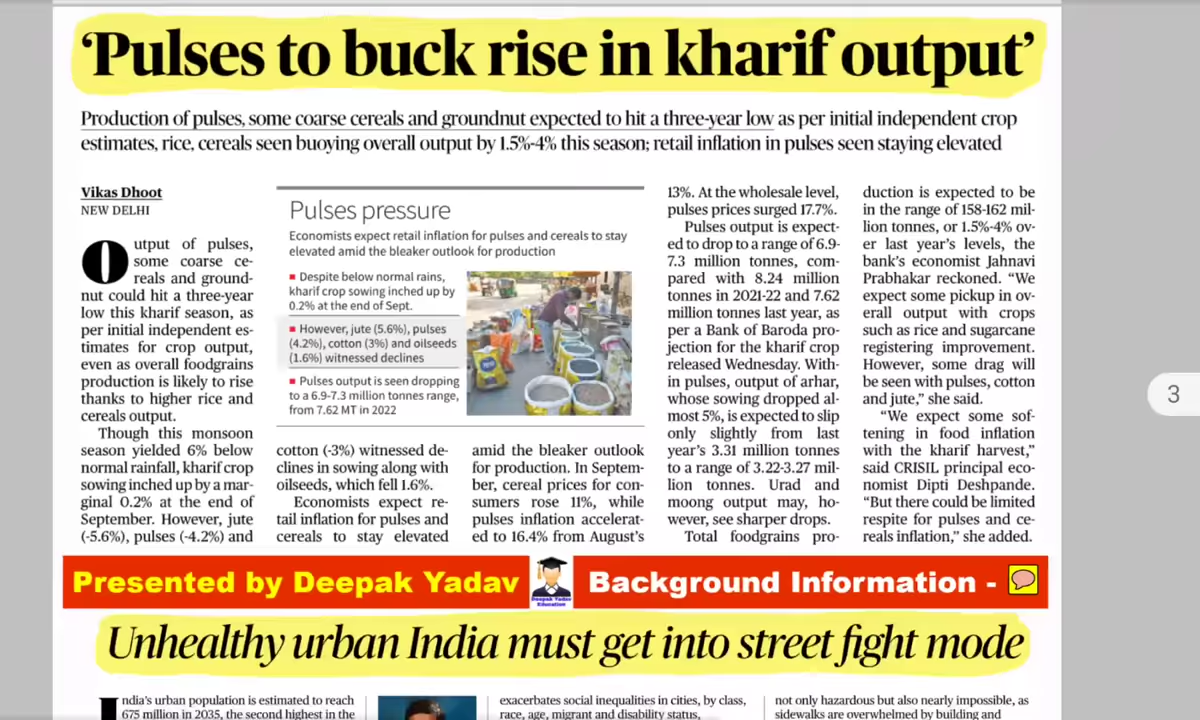 ‘Pulses to buck rise in kharif output’
Production of pulses, some coarse cereals and groundnut expected to hit a three-year low as per initial independent crop
estimates, rice, cereals seen buoying overall output by 1.5%-4% this season; retail inflation in pulses seen staying elevated
Vikas Dhoot
NEW DELHI
Output of pulses,
some coarse ce-
reals and ground-
nut could hit a three-year
low this kharif season, as
per initial independent es-
timates for crop output,
even as overall foodgrains
production is likely to rise
thanks to higher rice and
cereals output.
Though this monsoon
season yielded 6% below
normal rainfall, kharif crop
sowing inched up by a mar-
ginal 0.2% at the end of
September. However, jute
(-5.6%), pulses (-4.2%) and
Pulses pressure
Economists expect retail inflation for pulses and cereals to stay
elevated amid the bleaker outlook for production
Despite below normal rains,
kharif crop sowing inched up by
0.2% at the end of Sept.
However, jute (5.6%), pulses
(4.2%), cotton (3%) and oilseeds
(1.6%) witnessed declines
Pulses output is seen dropping
to a 6.9-7.3 million tonnes range,
from 7.62 MT in 2022
cotton (-3%) witnessed de-
clines in sowing along with
oilseeds, which fell 1.6%.
Economists expect re-
tail inflation for pulses and
cereals to stay elevated
amid the bleaker outlook
for production. In Septem-
ber, cereal prices for con-
sumers rose 11%, while
pulses inflation accelerat-
ed to 16.4% from August’s
13%. At the wholesale level,
pulses prices surged 17.7%.
Pulses output is expect-
ed to drop to a range of 6.9-
7.3 million tonnes, com-
pared with 8.24 million
tonnes in 2021-22 and 7.62
million tonnes last year, as
per a Bank of Baroda pro-
jection for the kharif crop
released Wednesday. With-
in pulses, output of arhar,
whose sowing dropped al-
most 5%, is expected to slip
only slightly from last
year’s 3.31 million tonnes
to a range of 3.22-3.27 mil-
lion tonnes. Urad and
moong output may, ho-
wever, see sharper drops.
Total foodgrains pro-
duction is expected to be
in the range of 158-162 mil-
lion tonnes, or 1.5%-4% ov-
er last year’s levels, the
bank’s economist Jahnavi
Prabhakar reckoned. “We
expect some pickup in ov-
erall output with crops
such as rice and sugarcane
registering improvement.
However, some drag will
be seen with pulses, cotton
and jute,” she said.
“We expect some sof-
tening in food inflation
with the kharif harvest,”
said CRISIL principal eco-
nomist Dipti Deshpande.
“But there could be limited
respite for pulses and ce-
reals inflation,” she added.
3
Presented by Deepak Yadav
Deepak Yadav
Education
Background Information -
Unhealthy urban India must get into street fight mode
India’s urban population is estimated to reach
675 million in 2035, the second highest in the
exacerbates social inequalities in cities, by class,
race, age, migrant and disability status,
not only hazardous but also nearly impossible, as
sidewalks are overwhelmed by building and